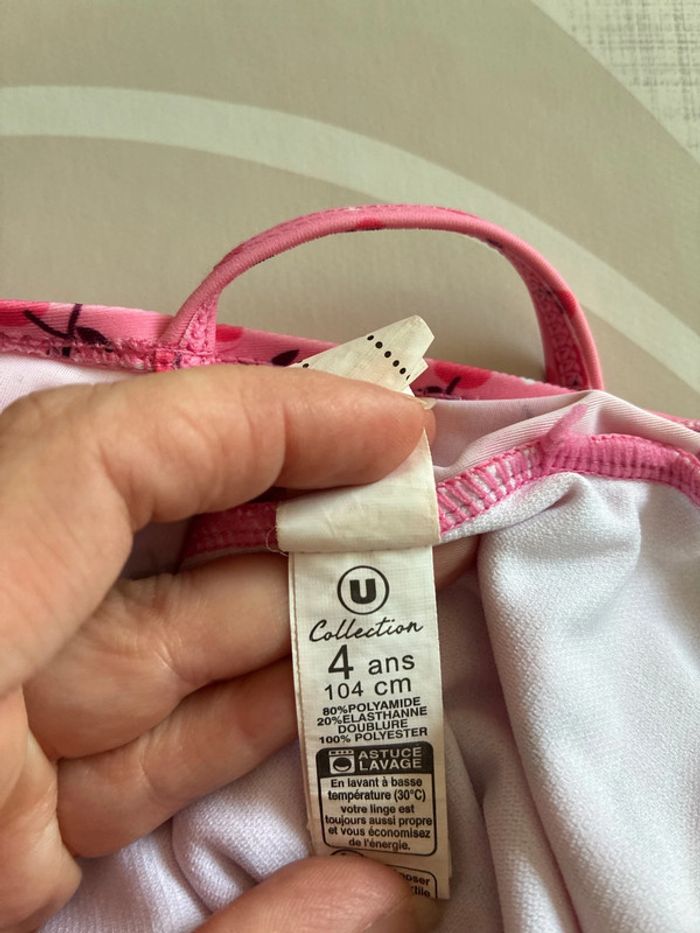 U
Collection
4 ans
104 cm
80%POLYAMIDE
20%ELASTHANNE
DOUBLURE
100% POLYESTER
ASTUCE
LAVAGE
En lavant à basse
température (30°C)
votre linge est
toujours aussi propre
et vous économisez
de l'énergie.